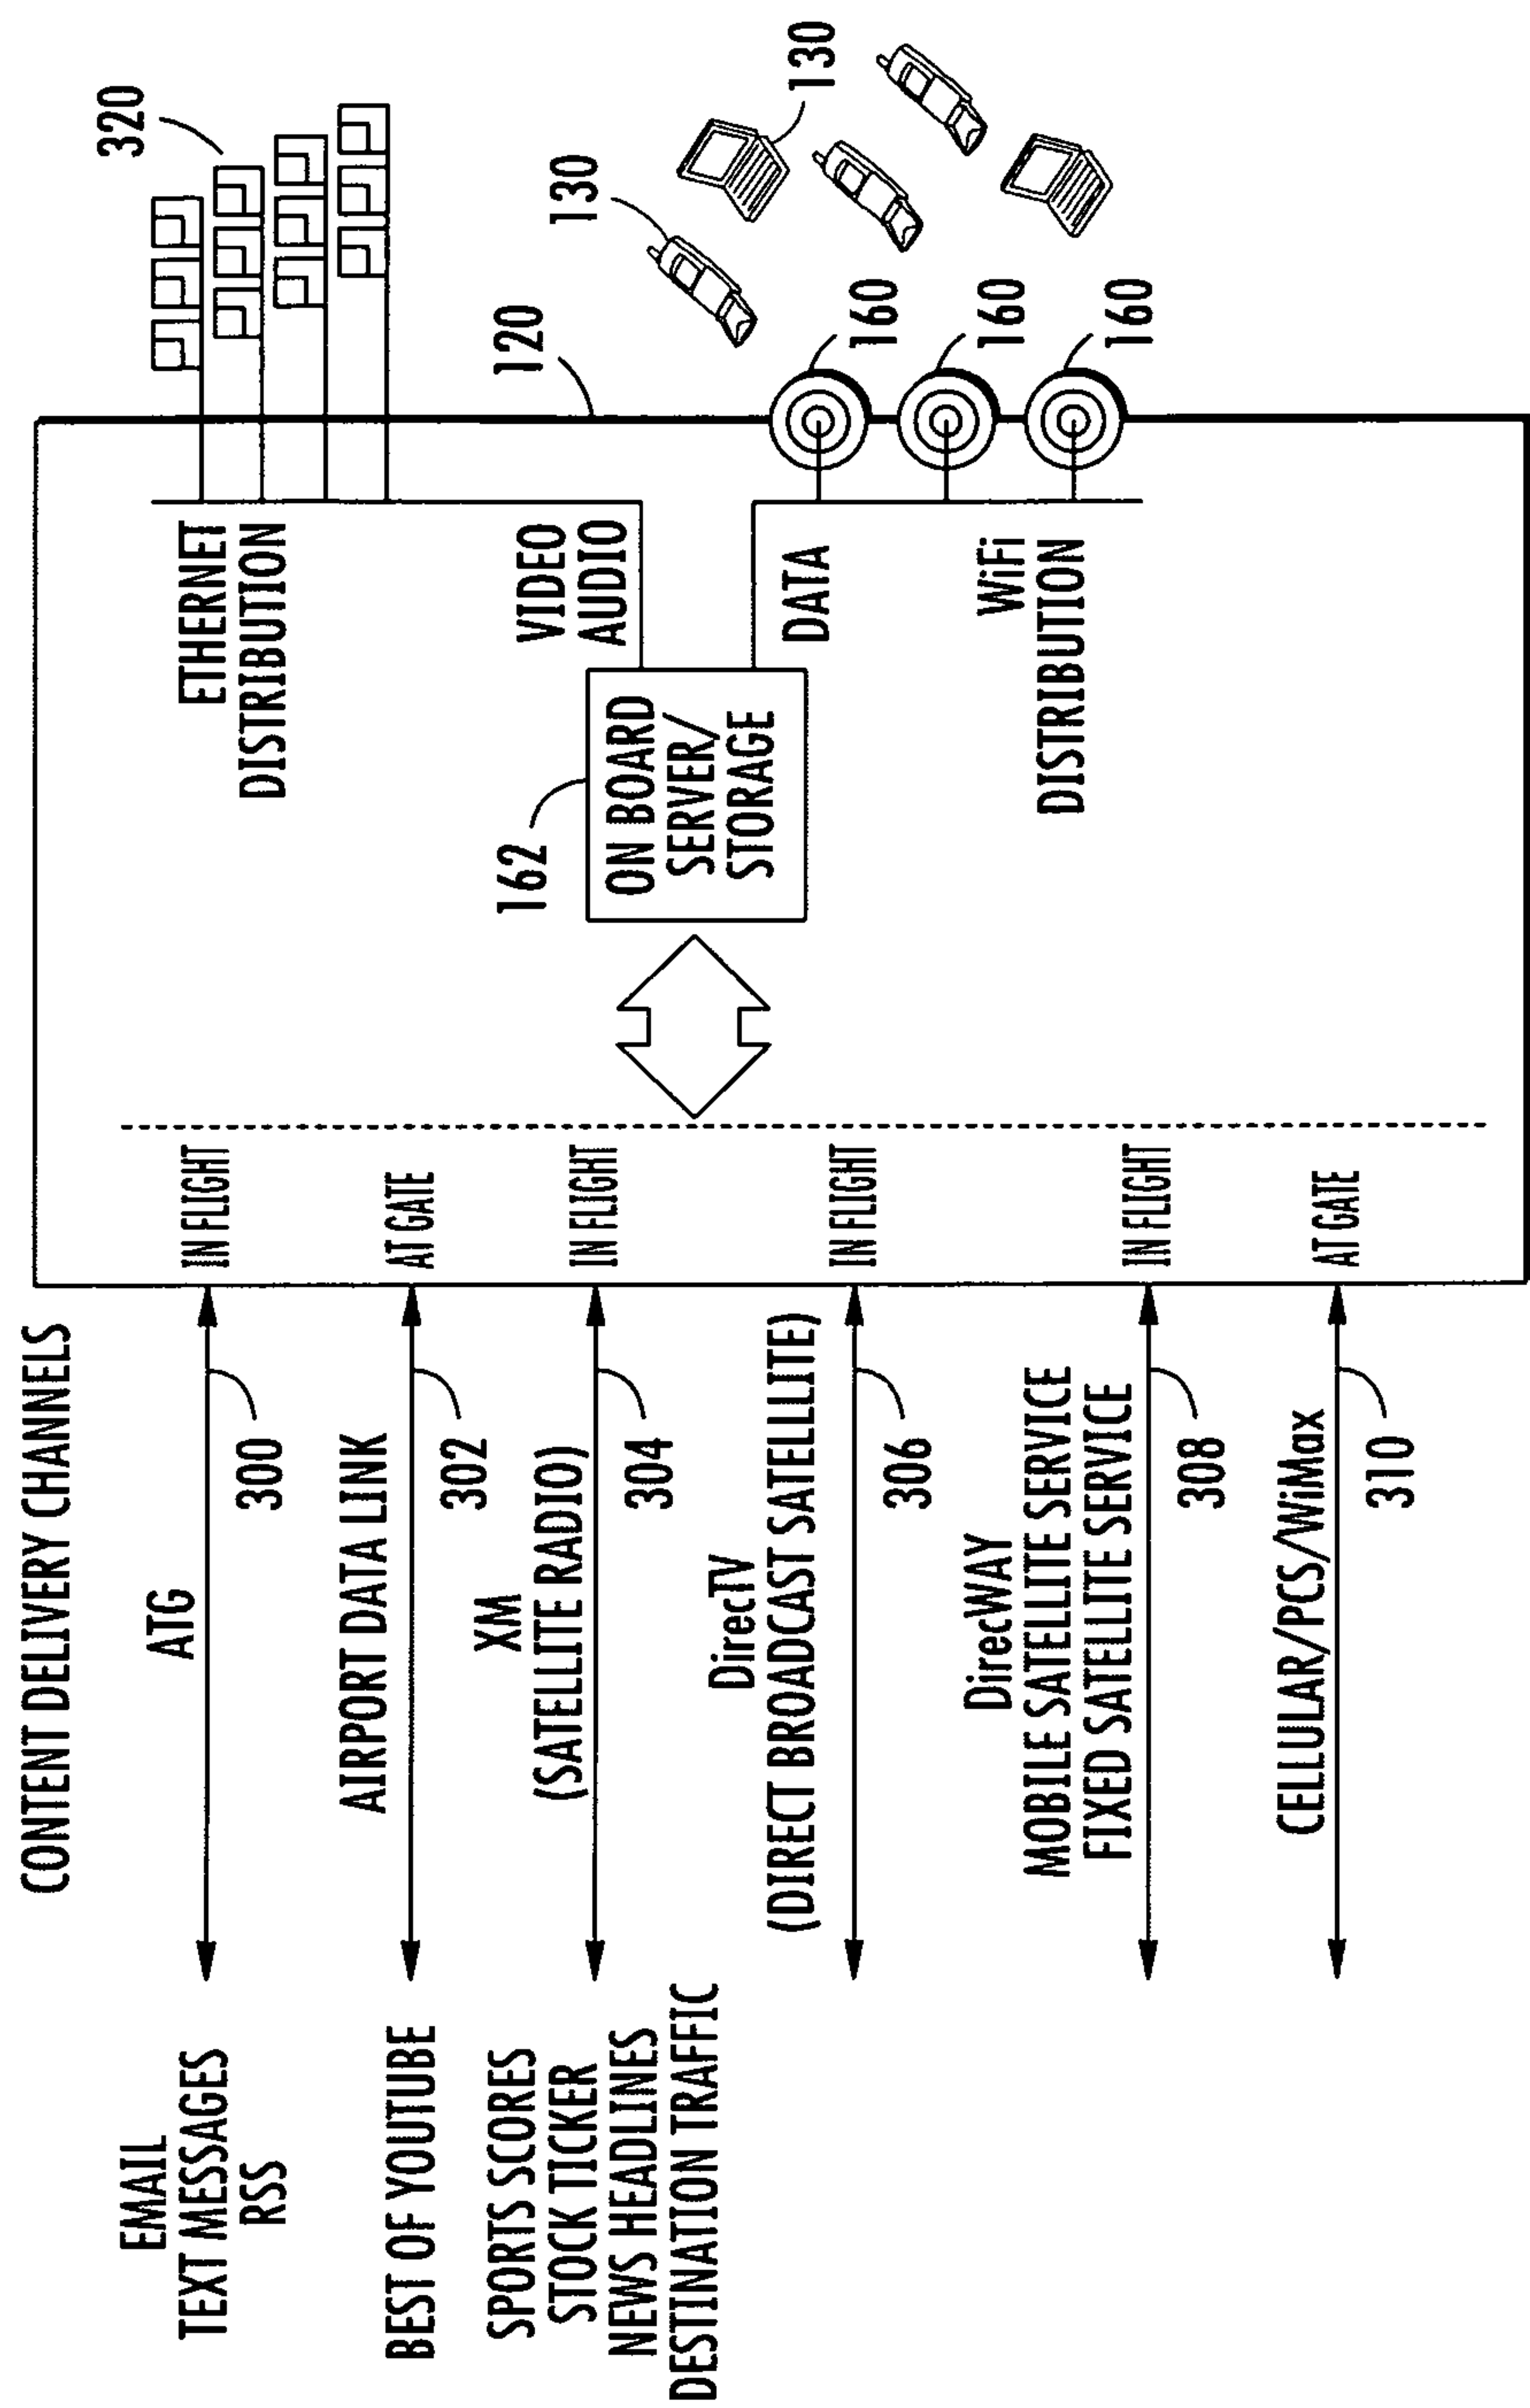 CONTENT DELIVERY CHANNELS
EMAIL
TEXT MESSAGES
RSS
ATG
300
IN FLIGHT
BEST OF YOUTUBE
AIRPORT DATA LINK
302
AT GATE
SPORTS SCORES
STOCK TICKER
NEWS HEADLINES
DESTINATION TRAFFIC
XM
(SATELLITE RADIO)
304
IN FLIGHT
DirecTV
(DIRECT BROADCAST SATELLLITE)
306
IN FLIGHT
DirecWAY
MOBILE SATELLITE SERVICE
FIXED SATELLITE SERVICE
308
IN FLIGHT
CELLULAR/PCS/WiMax
310
AT GATE
162
ON BOARD
SERVER/
STORAGE
ETHERNET
DISTRIBUTION
VIDEO
AUDIO
DATA
WiFi
DISTRIBUTION
320
120
130
130
160
160
160